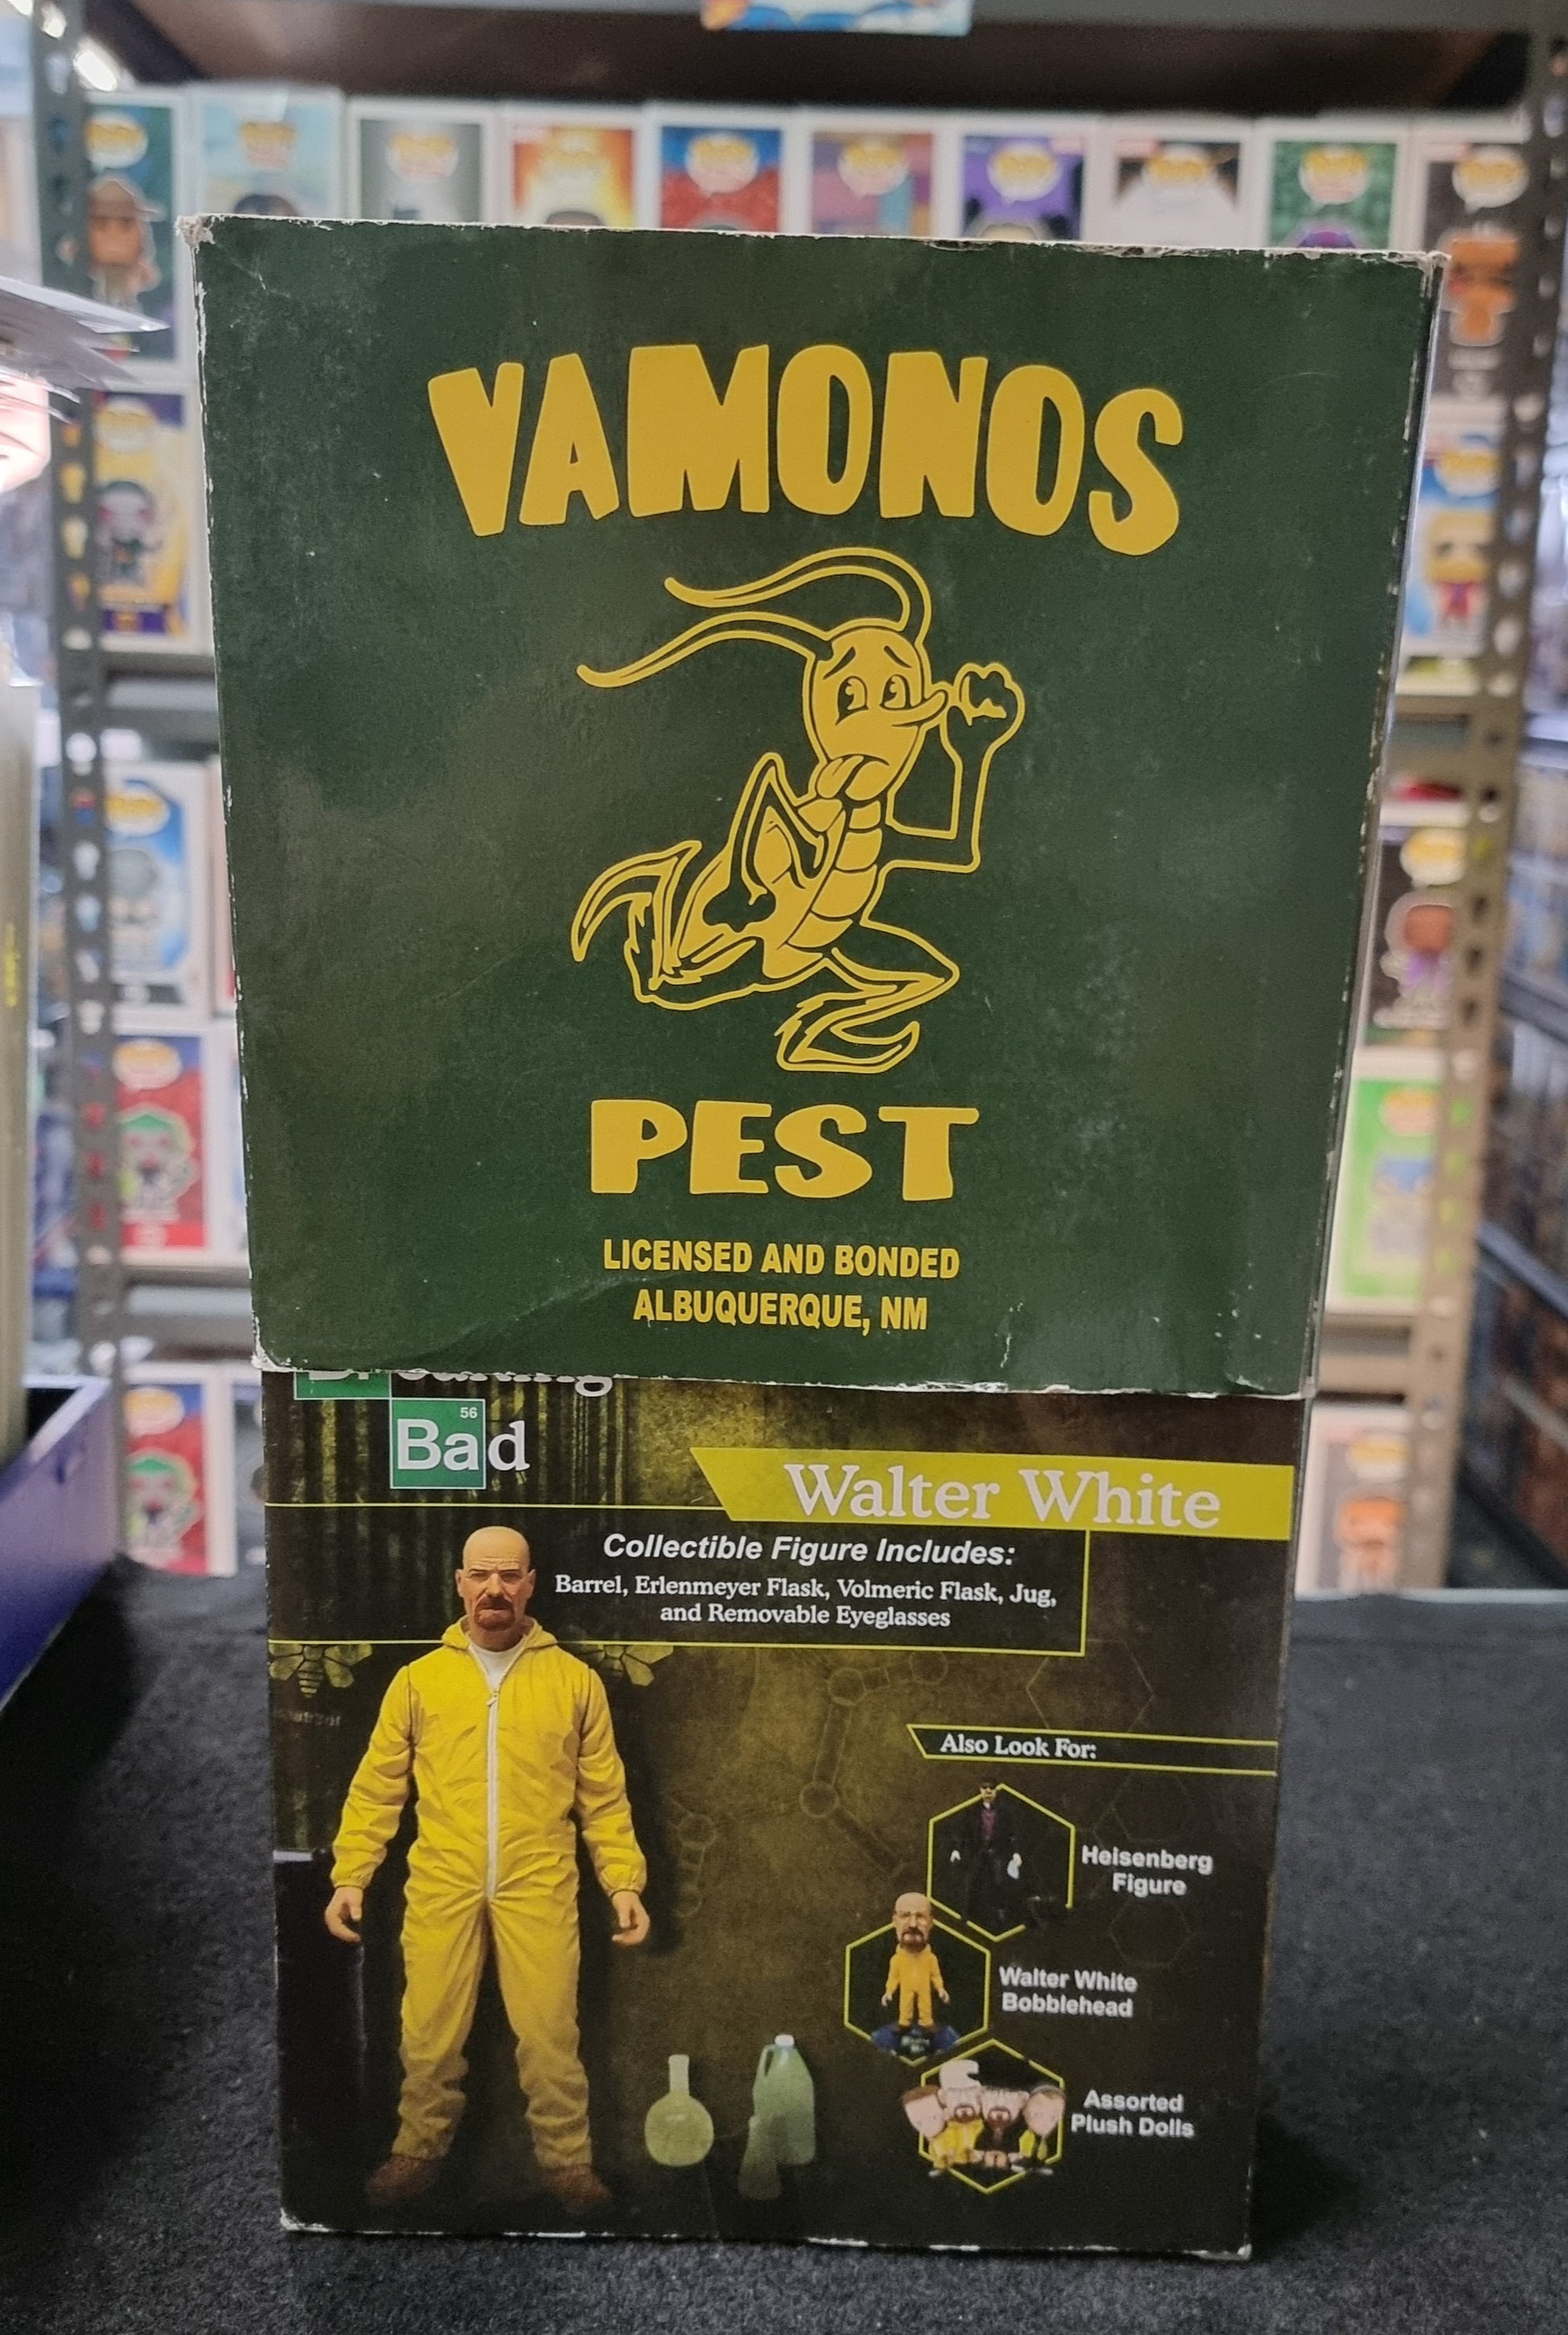 VAMONOS
PEST
LICENSED AND BONDED
ALBUQUERQUE, NM
56
Bad
Walter White
Collectible Figure Includes:
Barrel, Erlenmeyer Flask, Volmeric Flask, Jug,
and Removable Eyeglasses
Also Look For:
Heisenberg
Figure
Walter White
Bobblehead
Assorted
Plush Dolls